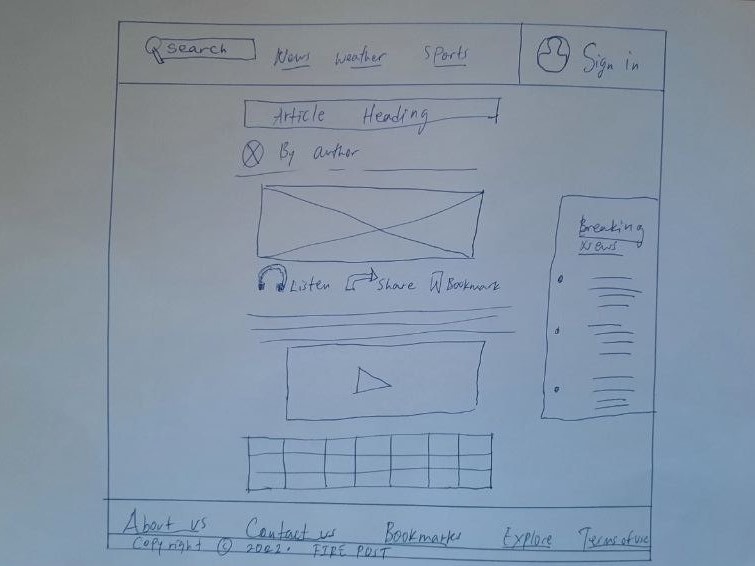 Search News Weather Sports Sign in
Article Heading
By author
Breaking
News
Listen Share Bookmark
About us Contact us Bookmarks Explore Terms of use
Copyright © 2022. FIRE POST